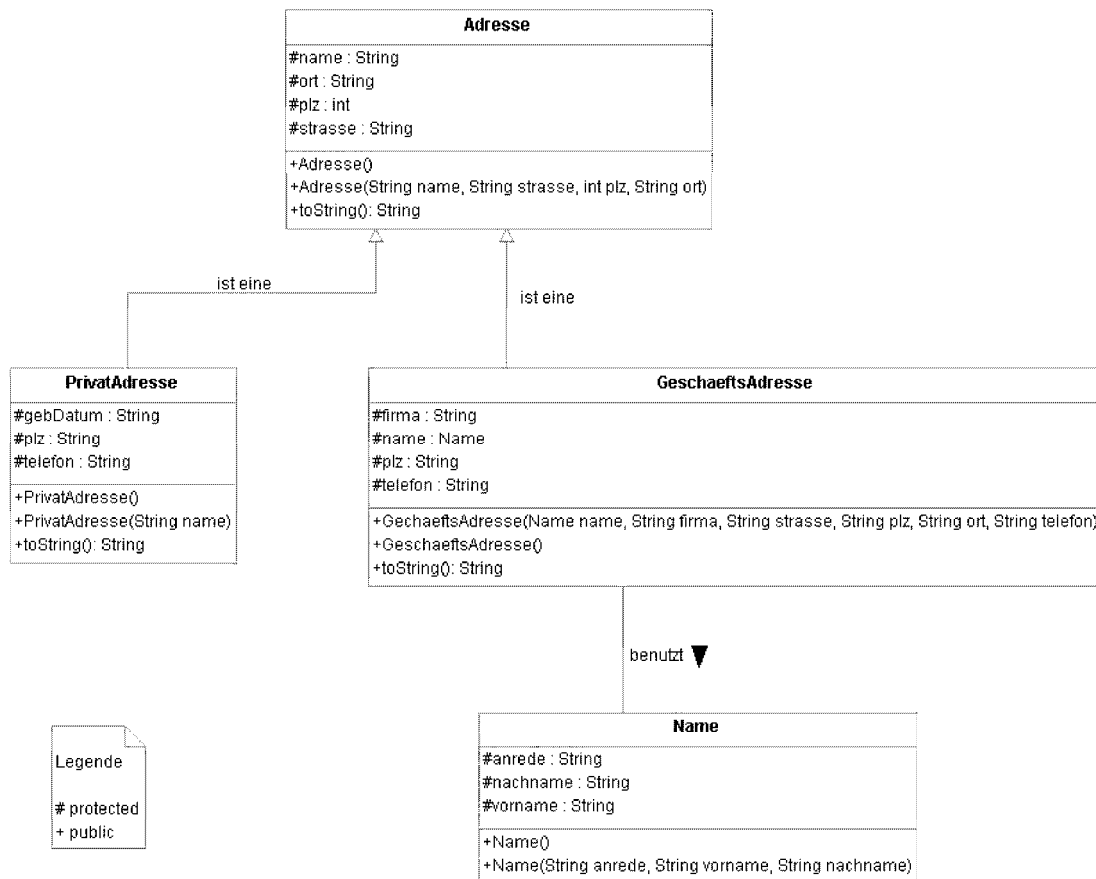 Adresse
#name : String
#ort : String
#plz : int
#strasse : String
+Adresse()
+Adresse(String name, String strasse, int plz, String ort)
+toString(): String
ist eine
ist eine
PrivatAdresse
#gebDatum : String
#plz : String
#telefon : String
+PrivatAdresse()
+PrivatAdresse(String name)
+toString(): String
GeschaeftsAdresse
#firma : String
#name : Name
#plz : String
#telefon : String
+GechaeftsAdresse(Name name, String firma, String strasse, String plz, String ort, String telefon)
+GeschaeftsAdresse()
+toString(): String
benutzt
Legende
# protected
+ public
Name
#anrede : String
#nachname : String
#vorname : String
+Name()
+Name(String anrede, String vorname, String nachname)